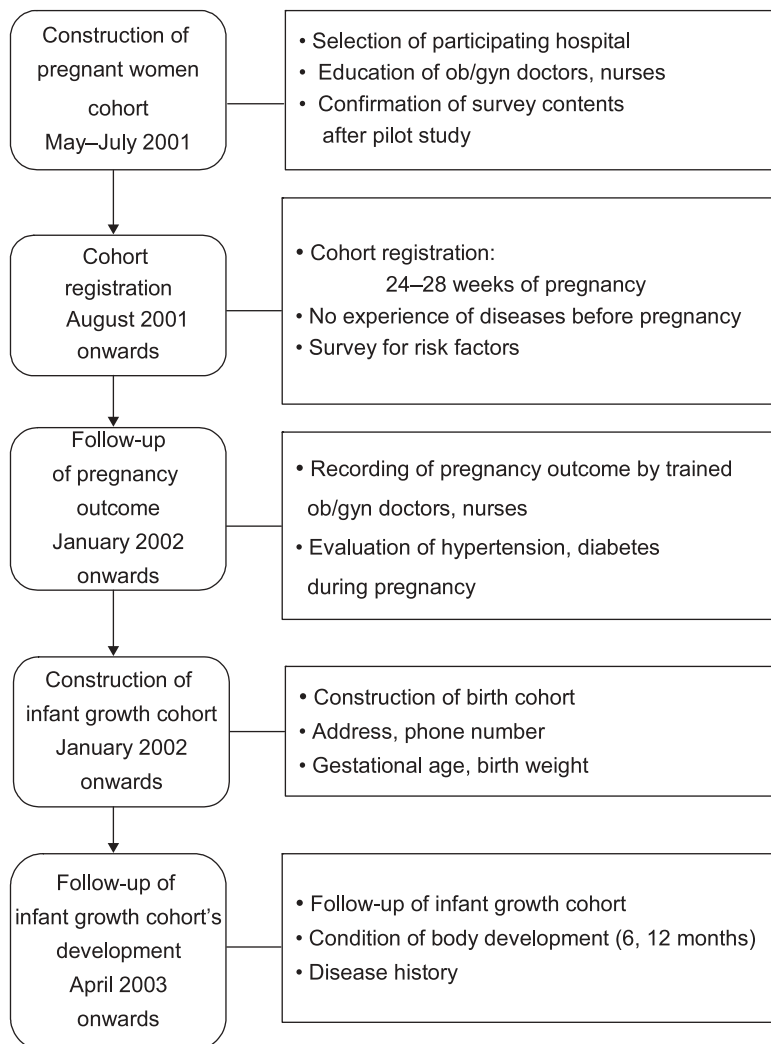 Construction of
pregnant women
cohort
May–July 2001
• Selection of participating hospital
• Education of ob/gyn doctors, nurses
• Confirmation of survey contents
after pilot study
Cohort
registration
August 2001
onwards
• Cohort registration:
24–28 weeks of pregnancy
• No experience of diseases before pregnancy
• Survey for risk factors
Follow-up
of pregnancy
outcome
January 2002
onwards
• Recording of pregnancy outcome by trained
ob/gyn doctors, nurses
• Evaluation of hypertension, diabetes
during pregnancy
Construction of
infant growth cohort
January 2002
onwards
• Construction of birth cohort
• Address, phone number
• Gestational age, birth weight
Follow-up of
infant growth cohort's
development
April 2003
onwards
• Follow-up of infant growth cohort
• Condition of body development (6, 12 months)
• Disease history